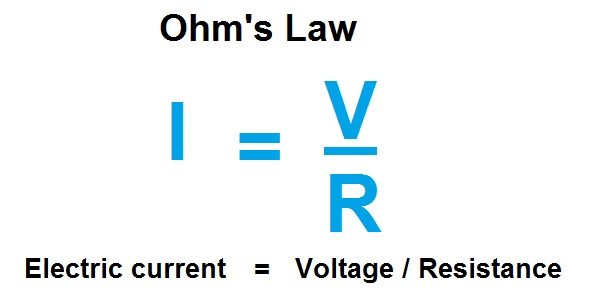 Ohm's Law
I = V
R
Electric current = Voltage / Resistance